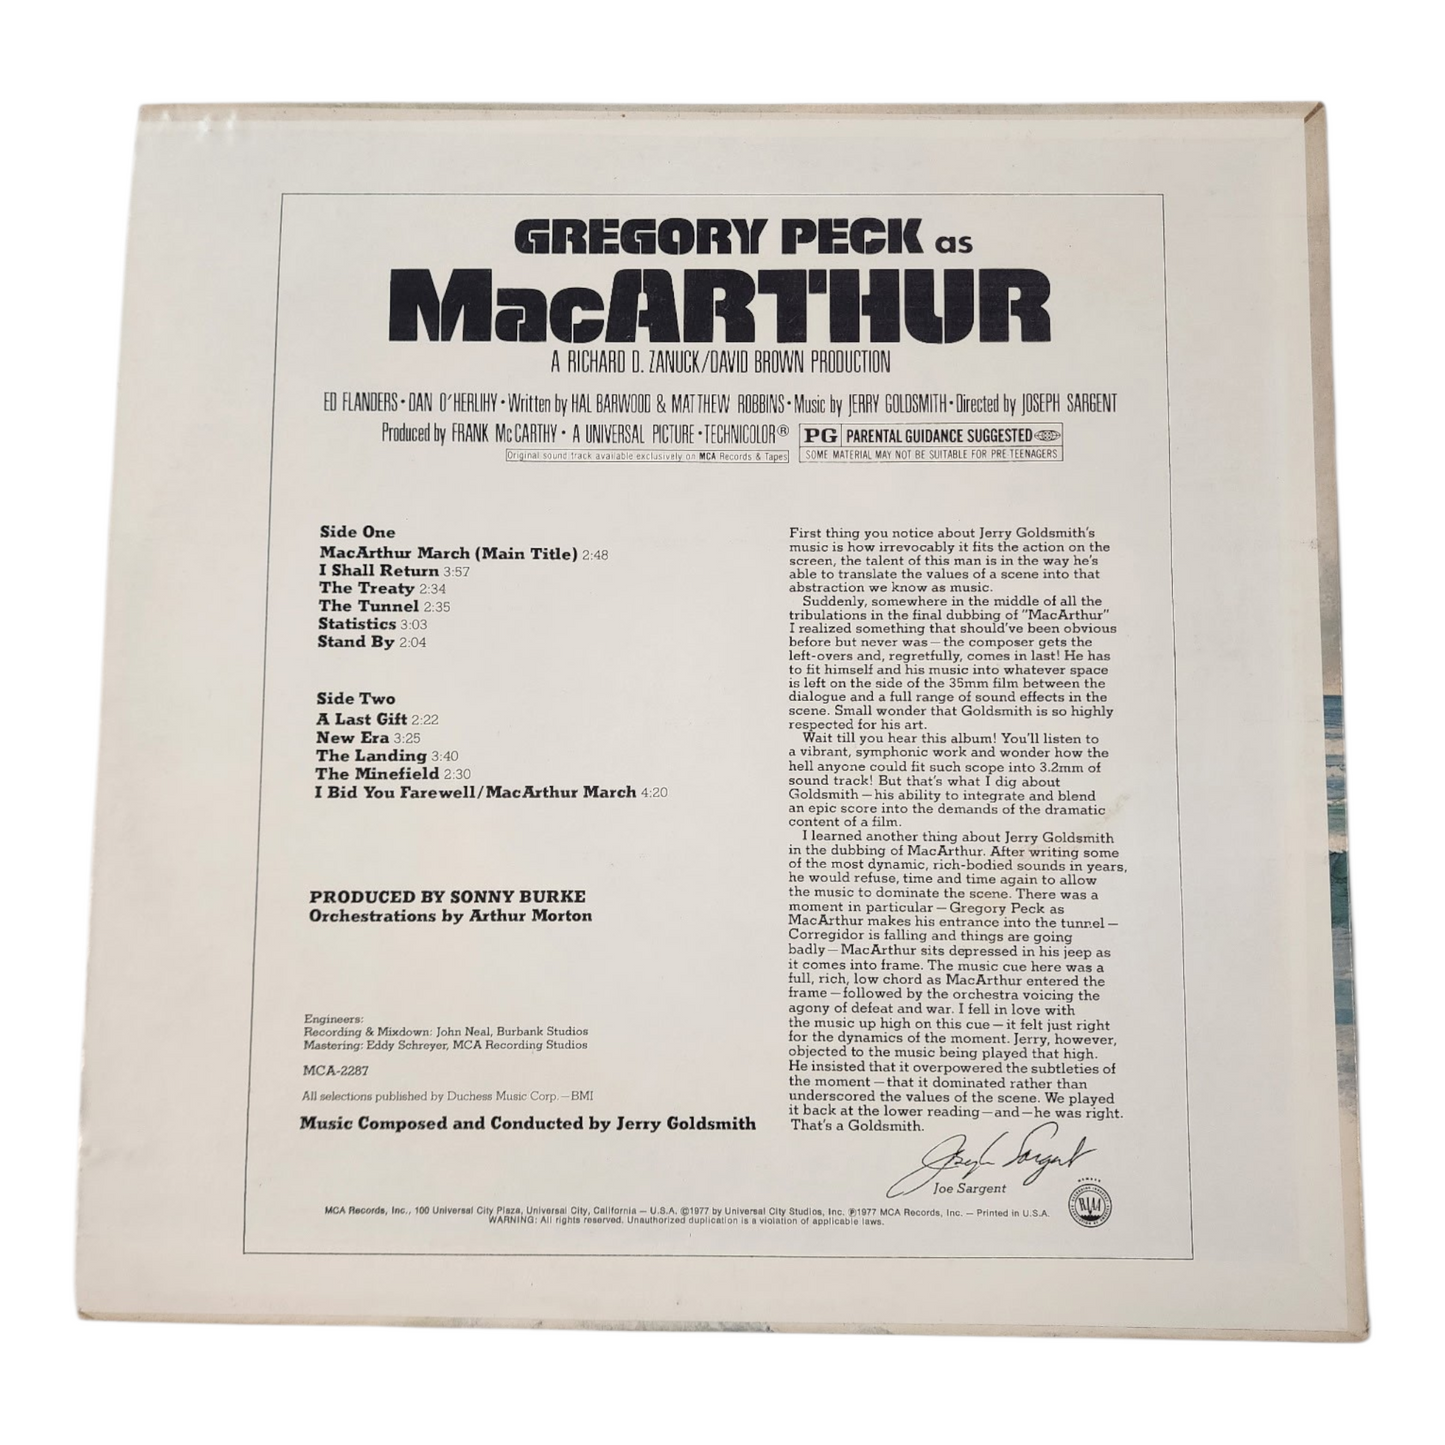 GREGORY PECK as
MacARTHUR
A RICHARD D. ZANUCK/DAVID BROWN PRODUCTION
ED FLANDERS • DAN O'HERLIHY • Written by HAL BARWOOD & MATTHEW ROBBINS • Music by JERRY GOLDSMITH • Directed by JOSEPH SARGENT
Produced by FRANK McCARTHY • A UNIVERSAL PICTURE • TECHNICOLOR®
Original sound track available exclusively on MCA Records & Tapes
PG PARENTAL GUIDANCE SUGGESTED
SOME MATERIAL MAY NOT BE SUITABLE FOR PRE-TEENAGERS
Side One
MacArthur March (Main Title) 2:48
I Shall Return 3:57
The Treaty 2:34
The Tunnel 2:35
Statistics 3:03
Stand By 2:04
Side Two
A Last Gift 2:22
New Era 3:25
The Landing 3:40
The Minefield 2:30
I Bid You Farewell/MacArthur March 4:20
PRODUCED BY SONNY BURKE
Orchestrations by Arthur Morton
Engineers:
Recording & Mixdown: John Neal, Burbank Studios
Mastering: Eddy Schreyer, MCA Recording Studios
MCA-2287
All selections published by Duchess Music Corp. — BMI
Music Composed and Conducted by Jerry Goldsmith
First thing you notice about Jerry Goldsmith's
music is how irrevocably it fits the action on the
screen, the talent of this man is in the way he's
able to translate the values of a scene into that
abstraction we know as music.
Suddenly, somewhere in the middle of all the
tribulations in the final dubbing of "MacArthur"
I realized something that should've been obvious
before but never was — the composer gets the
left-overs and, regretfully, comes in last! He has
to fit himself and his music into whatever space
is left on the side of the 35mm film between the
dialogue and a full range of sound effects in the
scene. Small wonder that Goldsmith is so highly
respected for his art.
Wait till you hear this album! You'll listen to
a vibrant, symphonic work and wonder how the
hell anyone could fit such scope into 3.2mm of
sound track! But that's what I dig about
Goldsmith — his ability to integrate and blend
an epic score into the demands of the dramatic
content of a film.
I learned another thing about Jerry Goldsmith
in the dubbing of MacArthur. After writing some
of the most dynamic, rich-bodied sounds in years,
he would refuse, time and time again to allow
the music to dominate the scene. There was a
moment in particular — Gregory Peck as
MacArthur makes his entrance into the tunnel —
Corregidor is falling and things are going
badly — MacArthur sits depressed in his jeep as
it comes into frame. The music cue here was a
full, rich, low chord as MacArthur entered the
frame — followed by the orchestra voicing the
agony of defeat and war. I fell in love with
the music up high on this cue — it felt just right
for the dynamics of the moment. Jerry, however,
objected to the music being played that high.
He insisted that it overpowered the subtleties of
the moment — that it dominated rather than
underscored the values of the scene. We played
it back at the lower reading — and — he was right.
That's a Goldsmith.
Joseph Sargent
Joe Sargent
RIAA
MCA Records, Inc., 100 Universal City Plaza, Universal City, California — U.S.A. ©1977 by Universal City Studios, Inc. ℗1977 MCA Records, Inc. — Printed in U.S.A.
WARNING: All rights reserved. Unauthorized duplication is a violation of applicable laws.